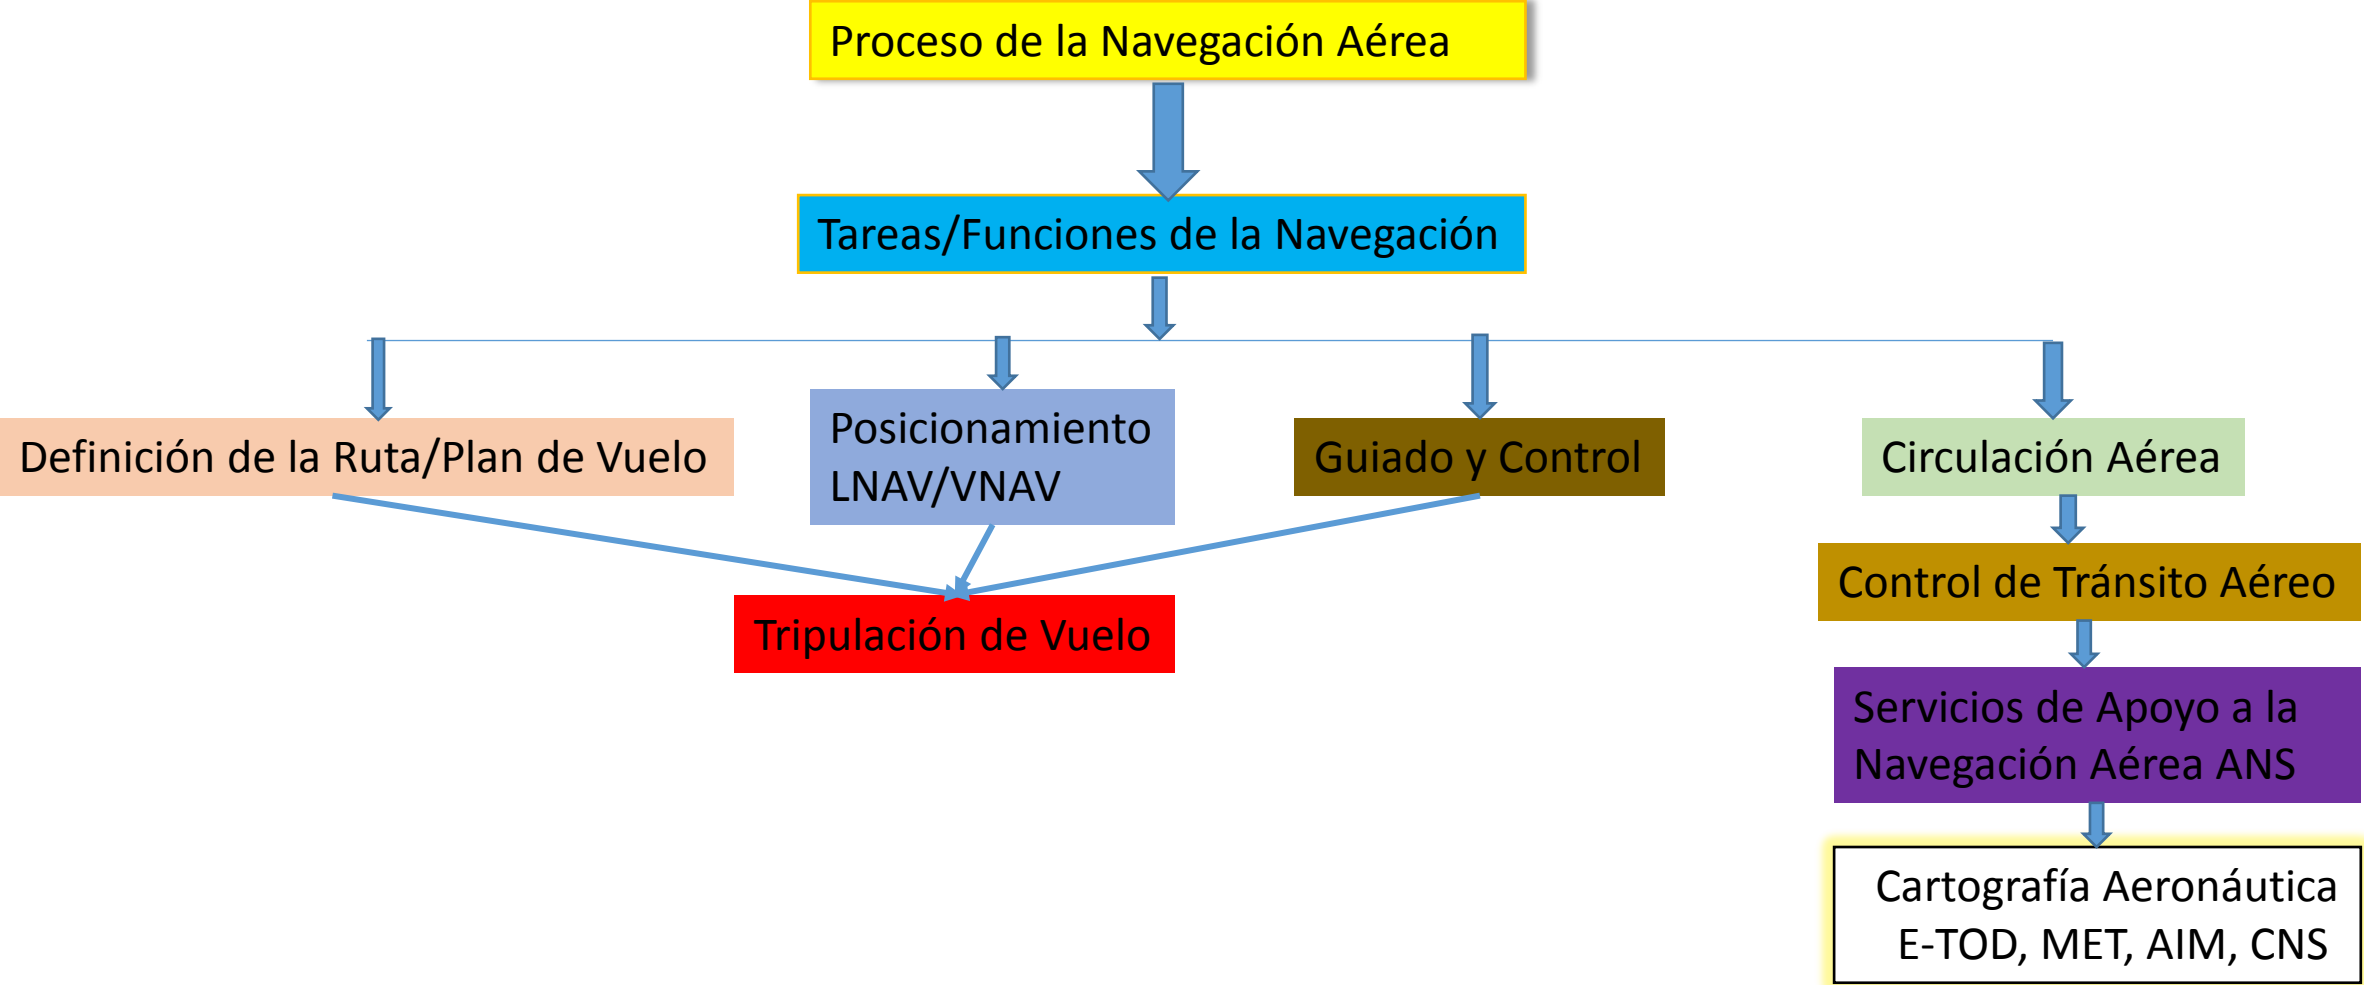 Proceso de la Navegación Aérea
Tareas/Funciones de la Navegación
Definición de la Ruta/Plan de Vuelo
Posicionamiento
LNAV/VNAV
Guiado y Control
Circulación Aérea
Tripulación de Vuelo
Control de Tránsito Aéreo
Servicios de Apoyo a la
Navegación Aérea ANS
Cartografía Aeronáutica
E-TOD, MET, AIM, CNS